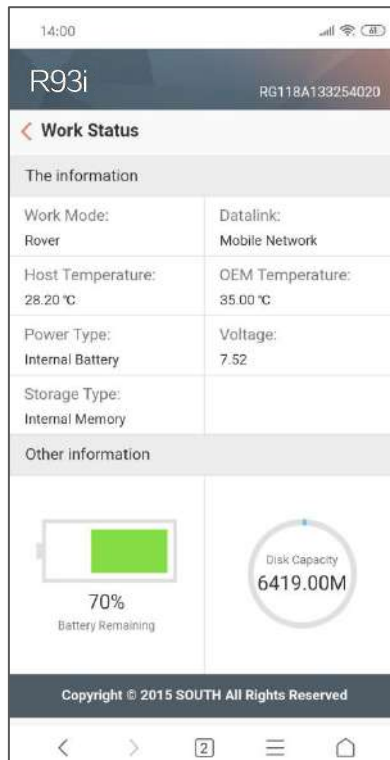 14:00
68
R93i
RG118A133254020
Work Status
The information
Work Mode:
Rover
Datalink:
Mobile Network
Host Temperature:
28.20 ℃
OEM Temperature:
35.00 ℃
Power Type:
Internal Battery
Voltage:
7.52
Storage Type:
Internal Memory
Other information
70%
Battery Remaining
Disk Capacity
6419.00M
Copyright © 2015 SOUTH All Rights Reserved
2